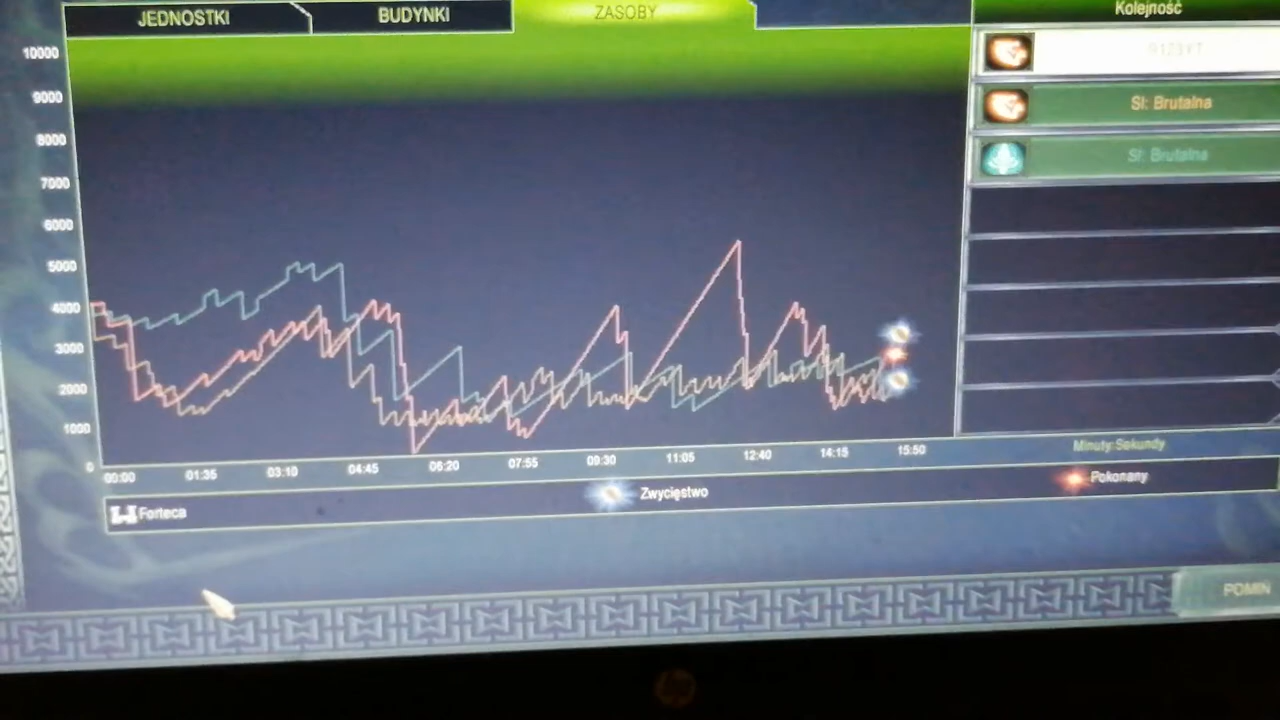 JEDNOSTKI
BUDYNKI
ZASOBY
Kolejność
10000
9000
8000
7000
6000
5000
4000
3000
2000
1000
0
SI: Brutalna
SI: Brutalna
00:00
01:35
03:10
04:45
06:20
07:55
09:30
11:05
12:40
14:15
15:50
Minuty:Sekundy
Forteca
Zwycięstwo
Pokonany
POMIŃ
hp